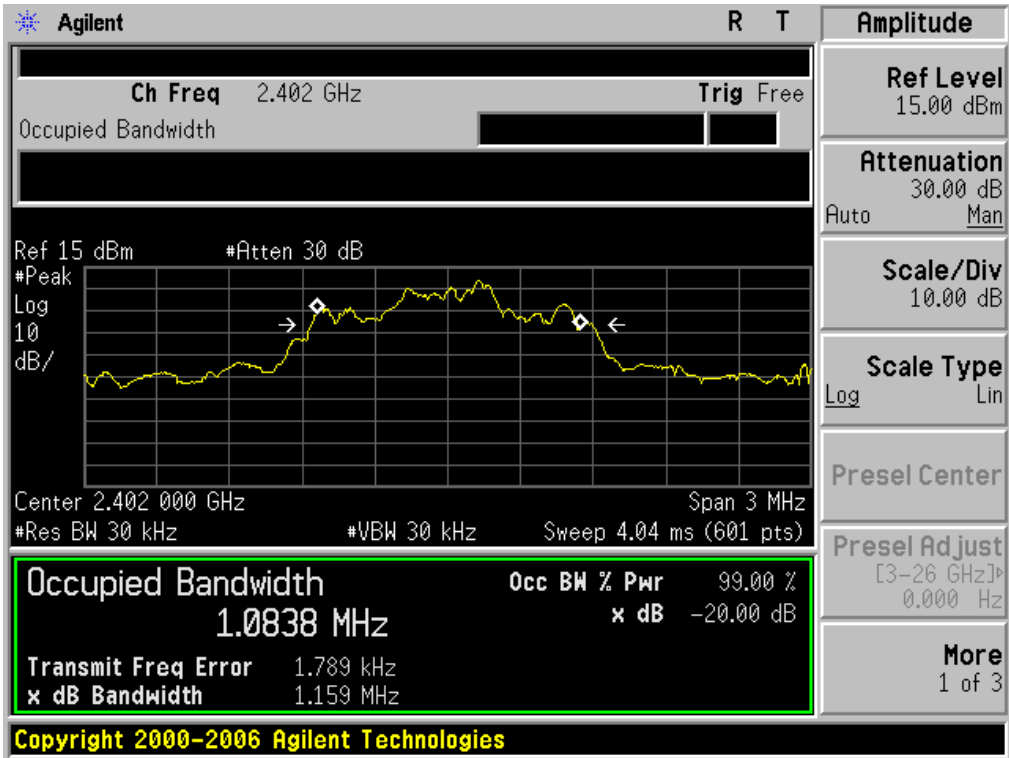 Agilent R T
Ch Freq 2.402 GHz Trig Free
Occupied Bandwidth
Ref 15 dBm #Atten 30 dB
#Peak
Log
10
dB/
Center 2.402 000 GHz Span 3 MHz
#Res BW 30 kHz #VBW 30 kHz Sweep 4.04 ms (601 pts)
Occupied Bandwidth
1.0838 MHz
Occ BW % Pwr 99.00 %
x dB -20.00 dB
Transmit Freq Error 1.789 kHz
x dB Bandwidth 1.159 MHz
Copyright 2000-2006 Agilent Technologies
Amplitude
Ref Level
15.00 dBm
Attenuation
30.00 dB
Auto Man
Scale/Div
10.00 dB
Scale Type
Log Lin
Presel Center
Presel Adjust
[3-26 GHz]
0.000 Hz
More
1 of 3